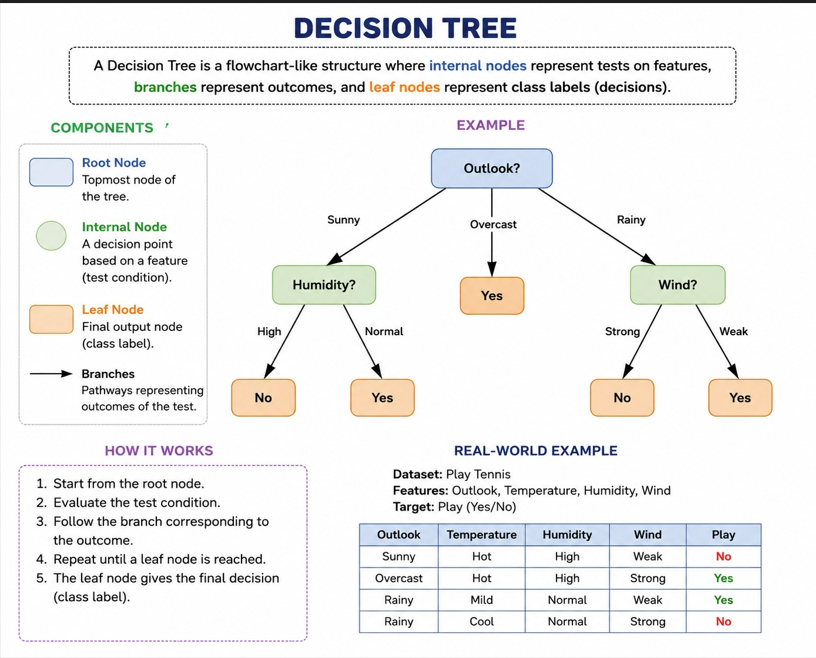 DECISION TREE
A Decision Tree is a flowchart-like structure where internal nodes represent tests on features,
branches represent outcomes, and leaf nodes represent class labels (decisions).
COMPONENTS
Root Node
Topmost node of
the tree.
Internal Node
A decision point
based on a feature
(test condition).
Leaf Node
Final output node
(class label).
Branches
Pathways representing
outcomes of the test.
EXAMPLE
Outlook?
Sunny
Overcast
Rainy
Humidity?
Yes
Wind?
High
Normal
Strong
Weak
No
Yes
No
Yes
HOW IT WORKS
1. Start from the root node.
2. Evaluate the test condition.
3. Follow the branch corresponding to
the outcome.
4. Repeat until a leaf node is reached.
5. The leaf node gives the final decision
(class label).
REAL-WORLD EXAMPLE
Dataset: Play Tennis
Features: Outlook, Temperature, Humidity, Wind
Target: Play (Yes/No)
Outlook Temperature Humidity Wind Play
Sunny Hot High Weak No
Overcast Hot High Strong Yes
Rainy Mild Normal Weak Yes
Rainy Cool Normal Strong No